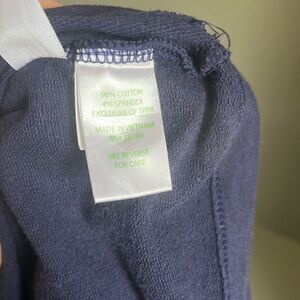 96% COTTON
4% SPANDEX
EXCLUSIVE OF TRIM
MADE IN VIETNAM
SEE REVERSE
FOR CARE